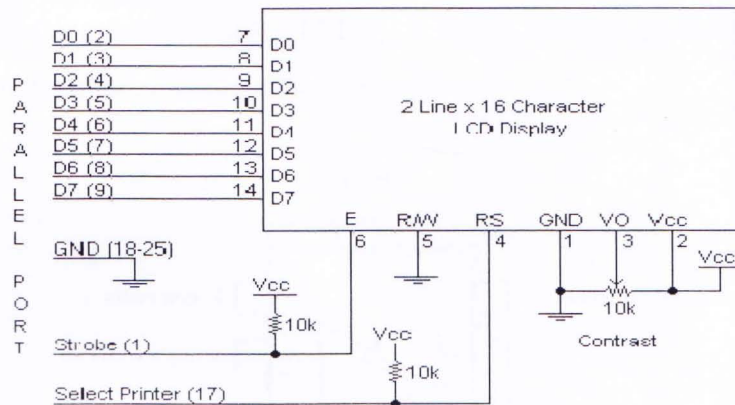 PARALLEL PORT
D0 (2) 7 D0
D1 (3) 8 D1
D2 (4) 9 D2
D3 (5) 10 D3
D4 (6) 11 D4
D5 (7) 12 D5
D6 (8) 13 D6
D7 (9) 14 D7
2 Line x 16 Character
LCD Display
E R/W RS GND VO Vcc
6 5 4 1 3 2
GND (18-25)
Vcc
Vcc
10k
10k
Contrast
Strobe (1)
Vcc
10k
Select Printer (17)